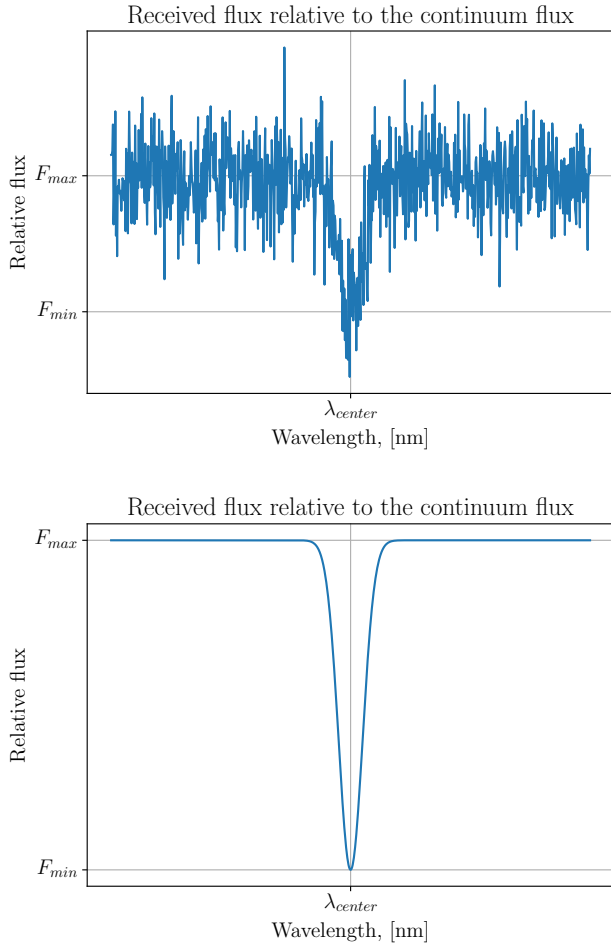 Received flux relative to the continuum flux
F_max
Relative flux
F_min
λ_center
Wavelength, [nm]
Received flux relative to the continuum flux
F_max
Relative flux
F_min
λ_center
Wavelength, [nm]